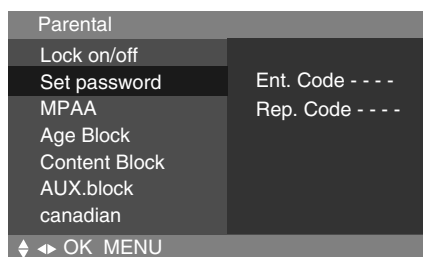 Parental
Lock on/off
Set password
MPAA
Age Block
Content Block
AUX.block
canadian
Ent. Code - - - -
Rep. Code - - - -
OK MENU